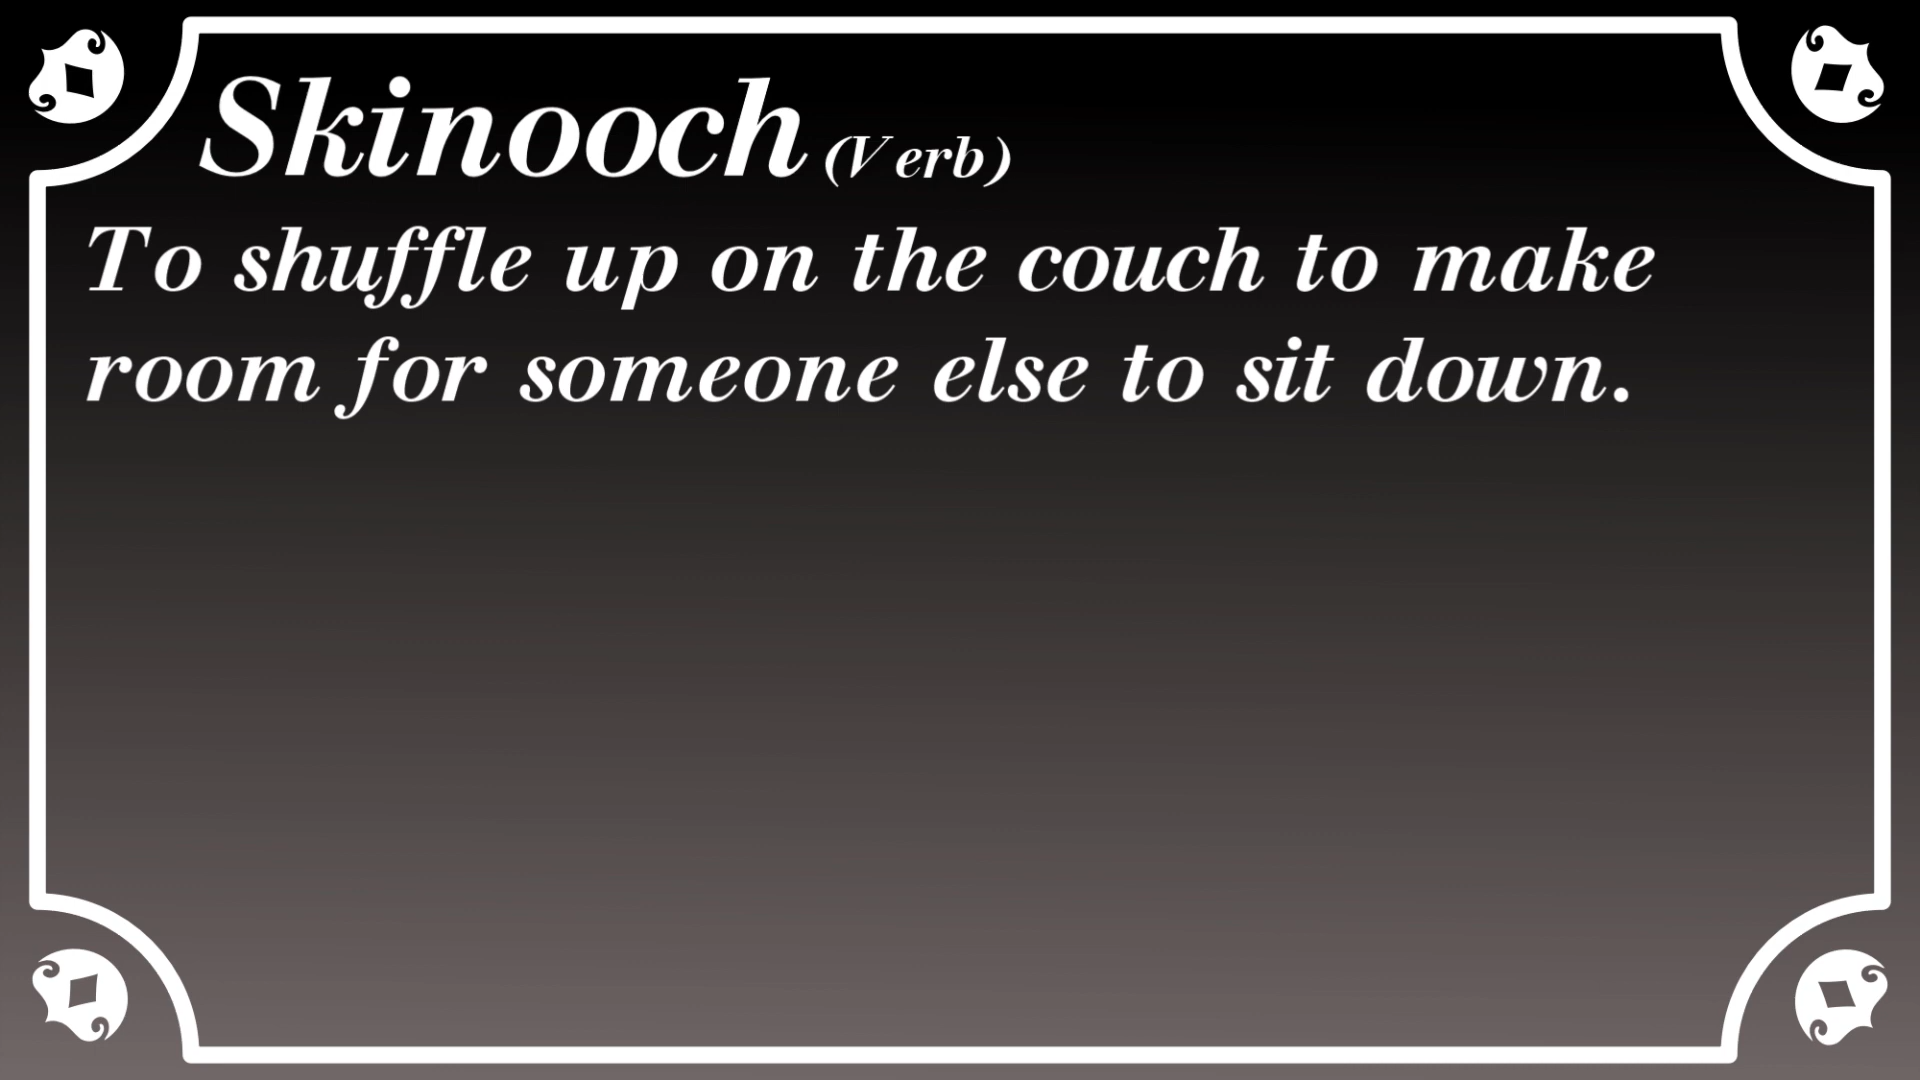 Skinooch (Verb)
To shuffle up on the couch to make
room for someone else to sit down.